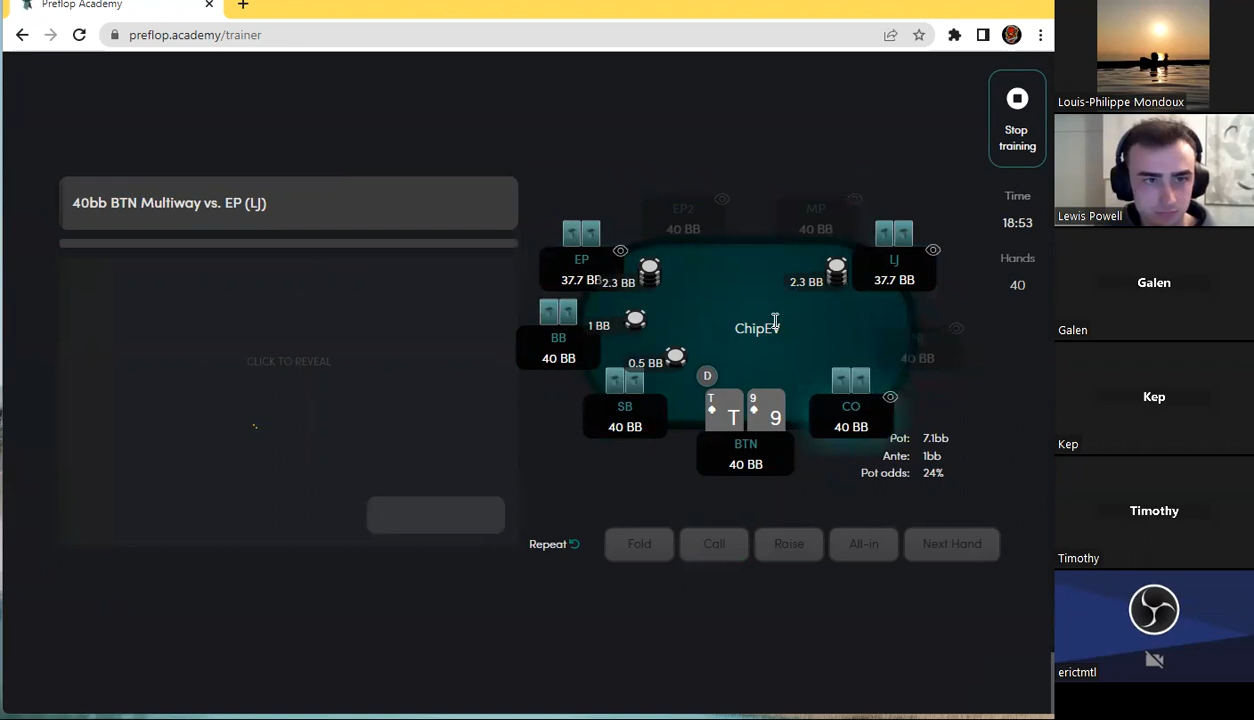 Preflop Academy
preflop.academy/trainer
Louis-Philippe Mondoux
Stop
training
Time
18:53
Hands
40
40bb BTN Multiway vs. EP (LJ)
CLICK TO REVEAL
EP2
40 BB
MP
40 BB
EP
37.7 BB
2.3 BB
2.3 BB
LJ
37.7 BB
BB
40 BB
1 BB
ChipEV
BB
40 BB
0.5 BB
D
SB
40 BB
T
T
9
9
BTN
40 BB
CO
40 BB
Pot: 7.1bb
Ante: 1bb
Pot odds: 24%
Repeat
Fold
Call
Raise
All-in
Next Hand
Lewis Powell
Galen
Galen
Kep
Kep
Timothy
Timothy
erictmtl